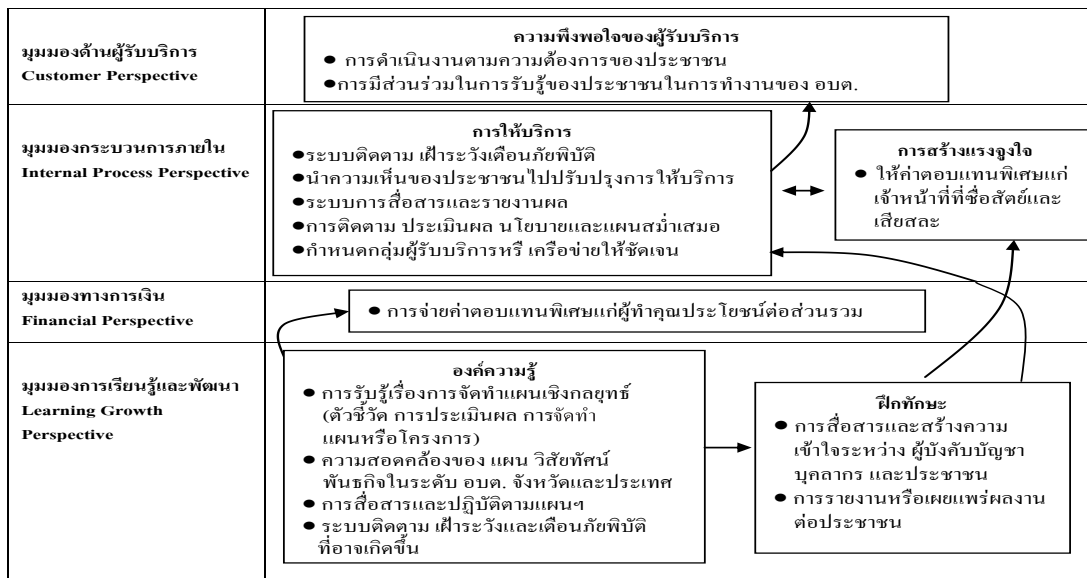 มุมมองด้านผู้รับบริการ
Customer Perspective
ความพึงพอใจของผู้รับบริการ
● การดำเนินงานตามความต้องการของประชาชน
●การมีส่วนร่วมในการรับรู้ของประชาชนในการทำงานของ อบต.
มุมมองกระบวนการภายใน
Internal Process Perspective
การให้บริการ
●ระบบติดตาม เฝ้าระวังเตือนภัยพิบัติ
●นำความเห็นของประชาชนไปปรับปรุงการให้บริการ
●ระบบการสื่อสารและรายงานผล
●การติดตาม ประเมินผล นโยบายและแผนสม่ำเสมอ
●กำหนดกลุ่มผู้รับบริการหรื เครือข่ายให้ชัดเจน
การสร้างแรงจูงใจ
● ให้ค่าตอบแทนพิเศษแก่
เจ้าหน้าที่ที่ซื่อสัตย์และ
เสียสละ
มุมมองทางการเงิน
Financial Perspective
● การจ่ายค่าตอบแทนพิเศษแก่ผู้ทำคุณประโยชน์ต่อส่วนรวม
มุมมองการเรียนรู้และพัฒนา
Learning Growth
Perspective
องค์ความรู้
● การรับรู้เรื่องการจัดทำแผนเชิงกลยุทธ์
(ตัวชี้วัด การประเมินผล การจัดทำ
แผนหรือโครงการ)
● ความสอดคล้องของ แผน วิสัยทัศน์
พันธกิจในระดับ อบต. จังหวัดและประเทศ
● การสื่อสารและปฏิบัติตามแผนฯ
● ระบบติดตาม เฝ้าระวังและเตือนภัยพิบัติ
ที่อาจเกิดขึ้น
ฝึกทักษะ
● การสื่อสารและสร้างความ
เข้าใจระหว่าง ผู้บังคับบัญชา
บุคลากร และประชาชน
● การรายงานหรือเผยแพร่ผลงาน
ต่อประชาชน